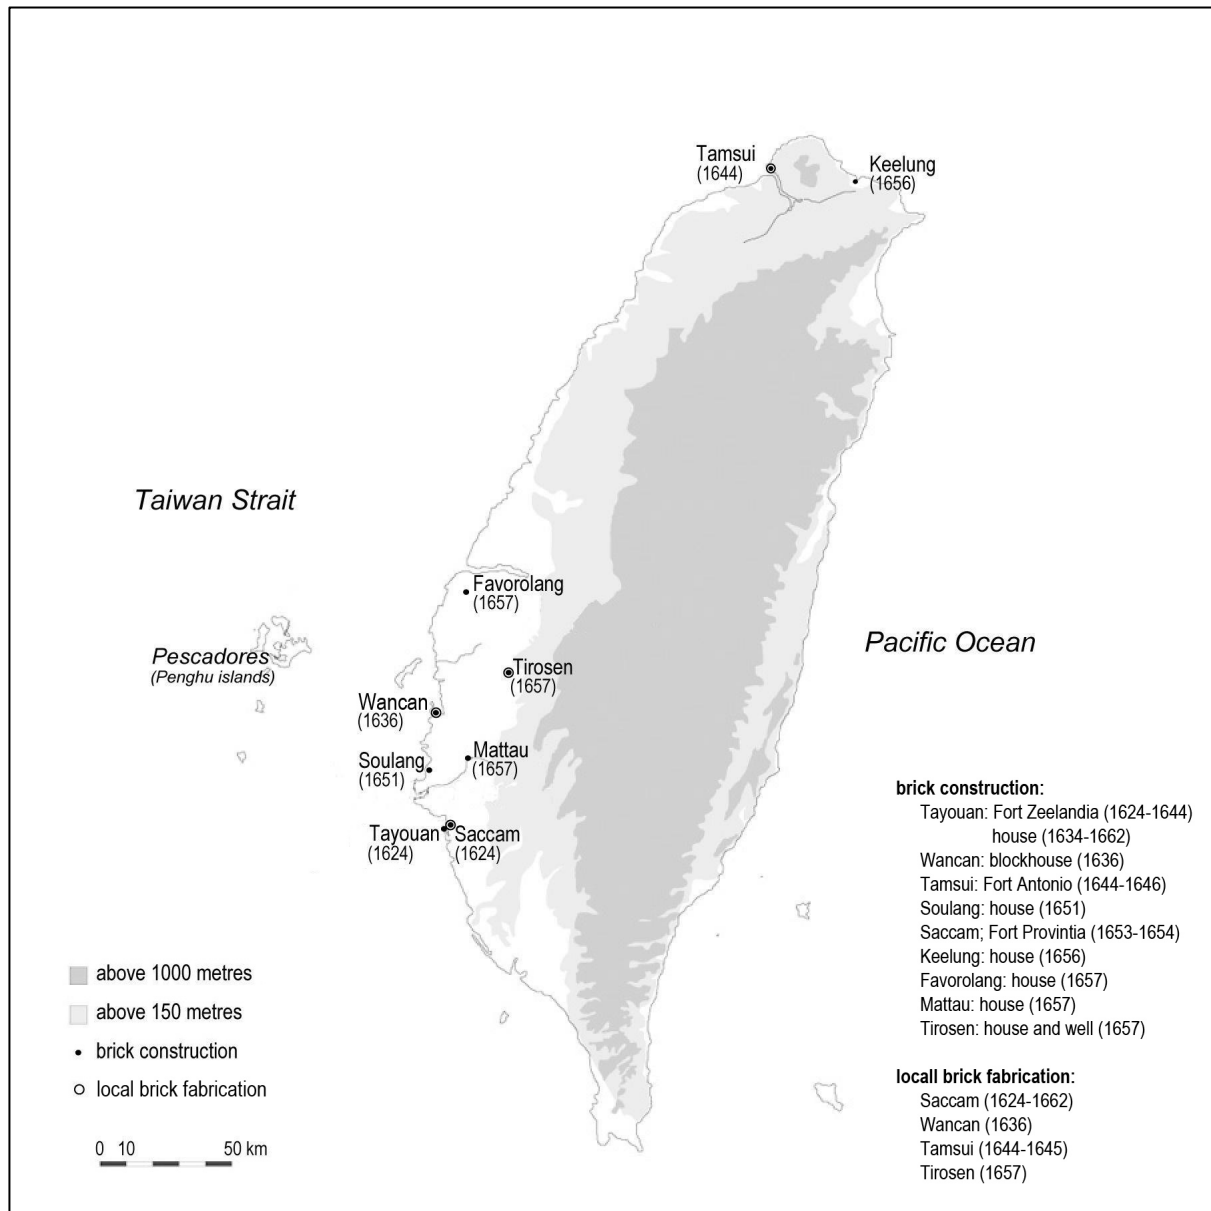 Tamsui
(1644)
Keelung
(1656)
Taiwan Strait
Favorolang
(1657)
Pescadores
(Penghu islands)
Pacific Ocean
Tirosen
(1657)
Wancan
(1636)
Mattau
(1657)
Soulang
(1651)
Tayouan
(1624)
Saccam
(1624)
brick construction:
Tayouan: Fort Zeelandia (1624-1644)
house (1634-1662)
Wancan: blockhouse (1636)
Tamsui: Fort Antonio (1644-1646)
Soulang: house (1651)
Saccam; Fort Provintia (1653-1654)
Keelung: house (1656)
Favorolang: house (1657)
Mattau: house (1657)
Tirosen: house and well (1657)
locall brick fabrication:
Saccam (1624-1662)
Wancan (1636)
Tamsui (1644-1645)
Tirosen (1657)
above 1000 metres
above 150 metres
brick construction
local brick fabrication
0 10 50 km